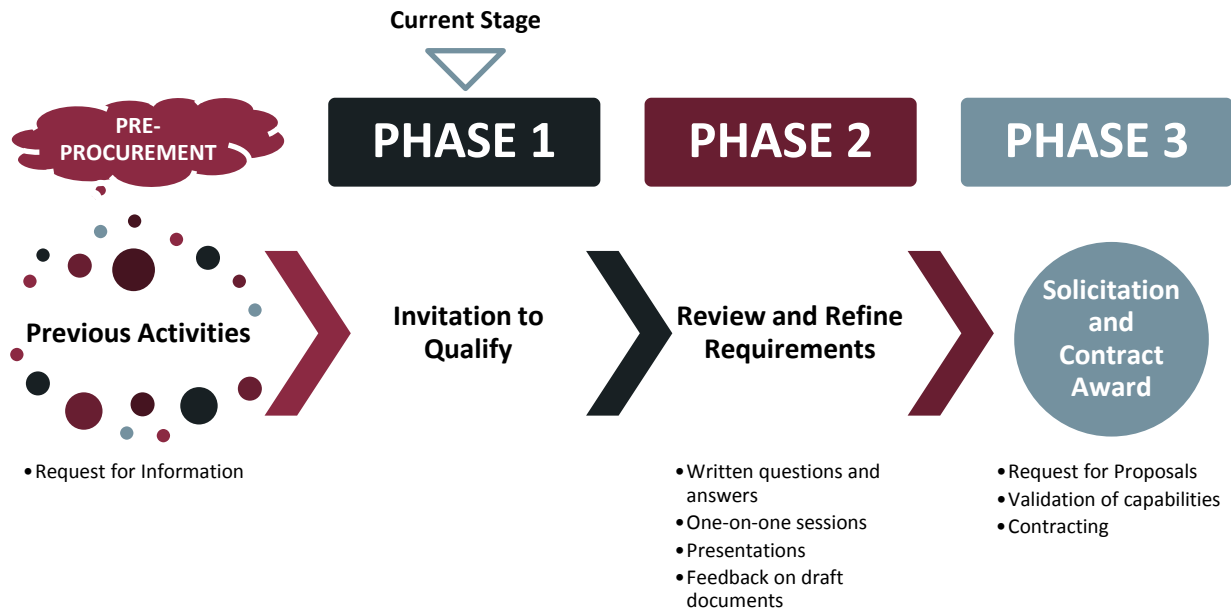 Current Stage
PRE-
PROCUREMENT
PHASE 1
PHASE 2
PHASE 3
Previous Activities
Invitation to
Qualify
Review and Refine
Requirements
Solicitation
and
Contract
Award
•Request for Information
•Written questions and
answers
•One-on-one sessions
•Presentations
•Feedback on draft
documents
•Request for Proposals
•Validation of capabilities
•Contracting